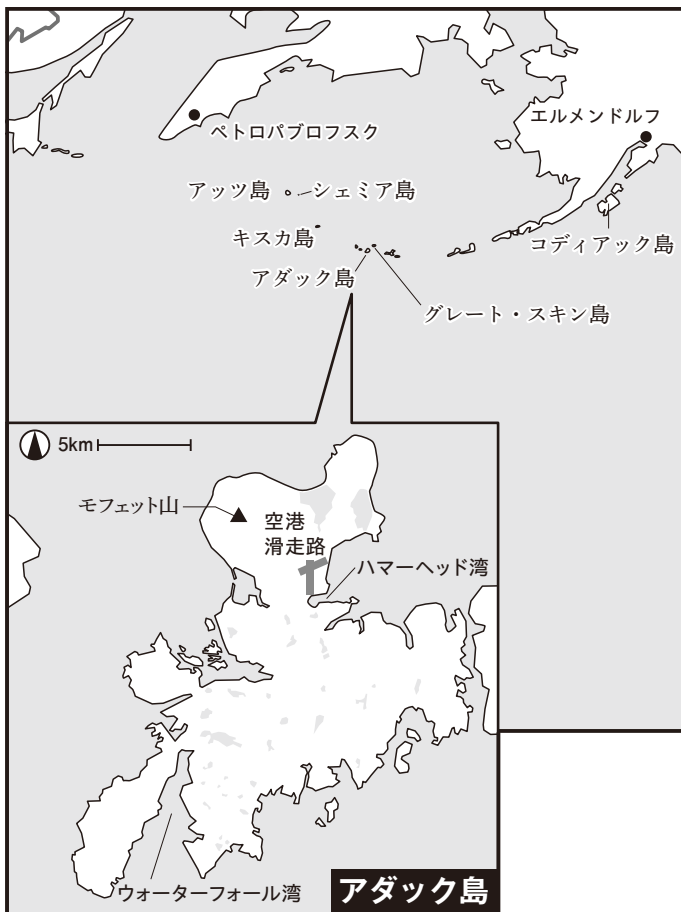 エルメンドルフ
ペトロパブロフスク
アッツ島
シェミア島
キスカ島
コディアック島
アダック島
グレート・スキン島
5km
モフェット山
空港
滑走路
ハマーヘッド湾
ウォーターフォール湾
アダック島